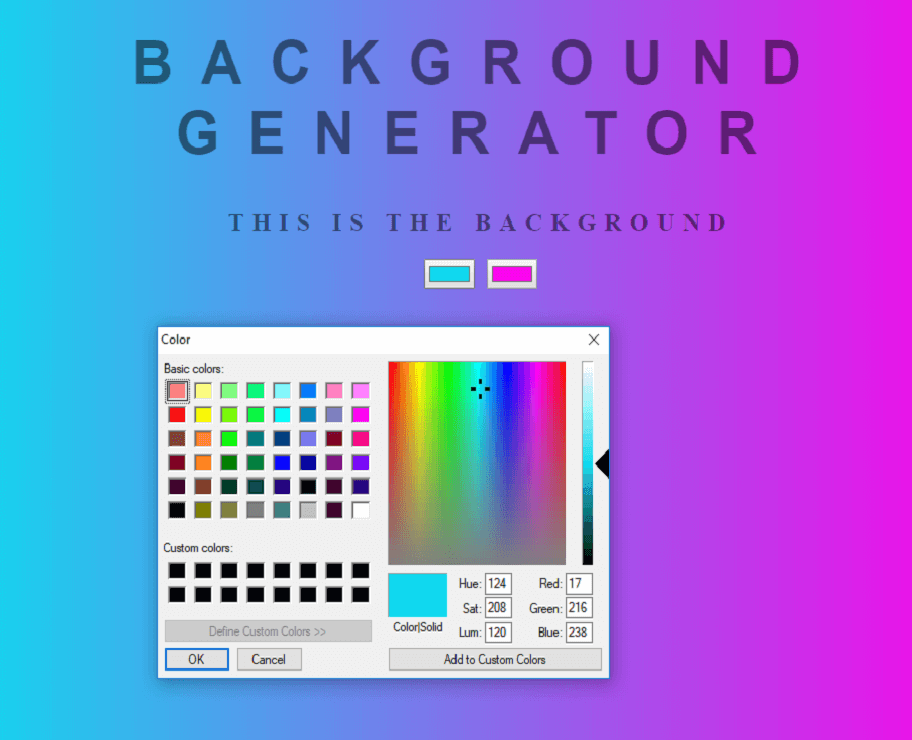 BACKGROUND
GENERATOR
THIS IS THE BACKGROUND
Color
Basic colors:
Custom colors:
Define Custom Colors >>
OK Cancel
Color|Solid
Hue: 124 Red: 17
Sat: 208 Green: 216
Lum: 120 Blue: 238
Add to Custom Colors